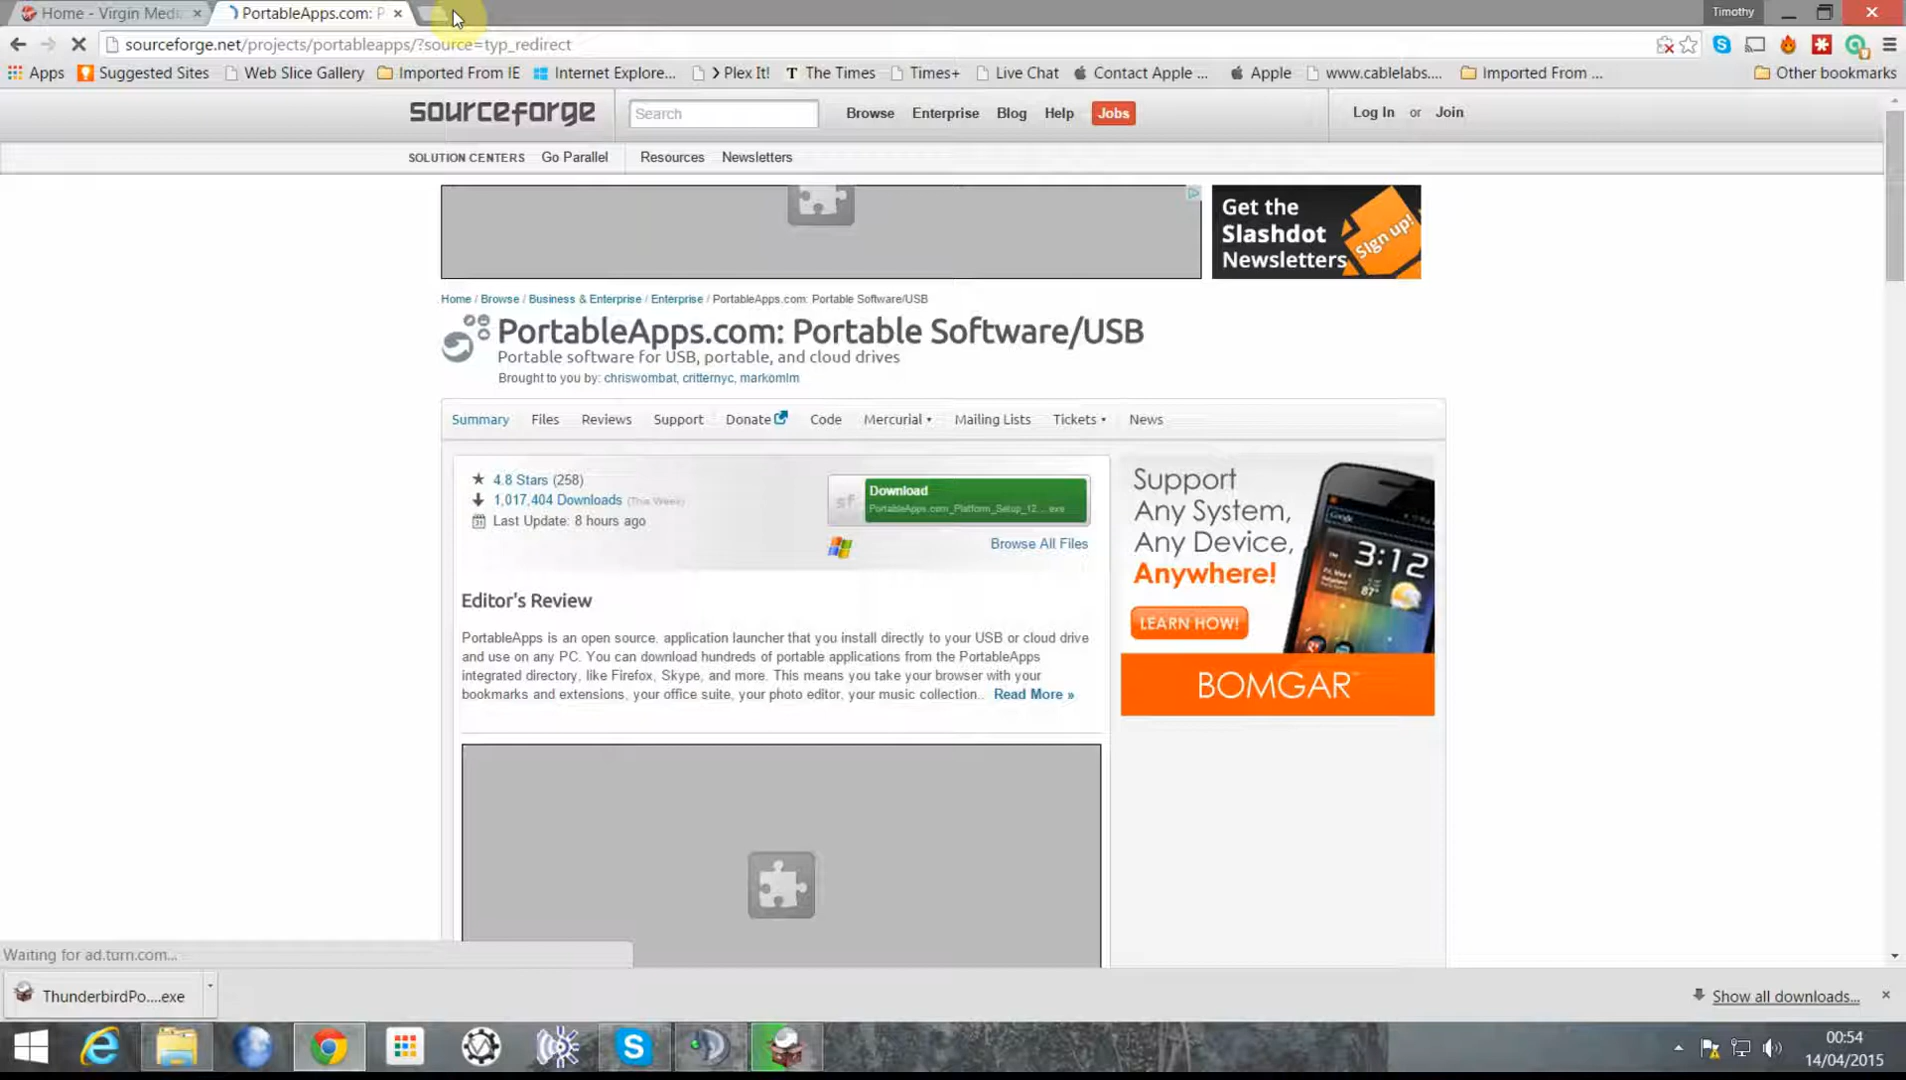 Home - Virgin Medi
PortableApps.com: P
Timothy
sourceforge.net/projects/portableapps/?source=typ_redirect
Apps
Suggested Sites
Web Slice Gallery
Imported From IE
Internet Explore...
Plex It!
The Times
Times+
Live Chat
Contact Apple ...
Apple
www.cablelabs....
Imported From ...
Other bookmarks
sourceforge
Search
Browse
Enterprise
Blog
Help
Jobs
Log In or Join
SOLUTION CENTERS
Go Parallel
Resources
Newsletters
Get the
Slashdot
Newsletters
Sign up!
Home / Browse / Business & Enterprise / Enterprise / PortableApps.com: Portable Software/USB
PortableApps.com: Portable Software/USB
Portable software for USB, portable, and cloud drives
Brought to you by: chriswombat, critternyc, markomlm
Summary
Files
Reviews
Support
Donate
Code
Mercurial
Mailing Lists
Tickets
News
4.8 Stars (258)
1,017,404 Downloads (This Week)
Last Update: 8 hours ago
sf
Download
PortableApps.com_Platform_Setup_12....exe
Browse All Files
Editor's Review
PortableApps is an open source, application launcher that you install directly to your USB or cloud drive
and use on any PC. You can download hundreds of portable applications from the PortableApps
integrated directory, like Firefox, Skype, and more. This means you take your browser with your
bookmarks and extensions, your office suite, your photo editor, your music collection.. Read More »
Support
Any System,
Any Device,
Anywhere!
LEARN HOW!
Google
3:12
87°
BOMGAR
Waiting for ad.turn.com...
ThunderbirdPo....exe
Show all downloads...
00:54
14/04/2015